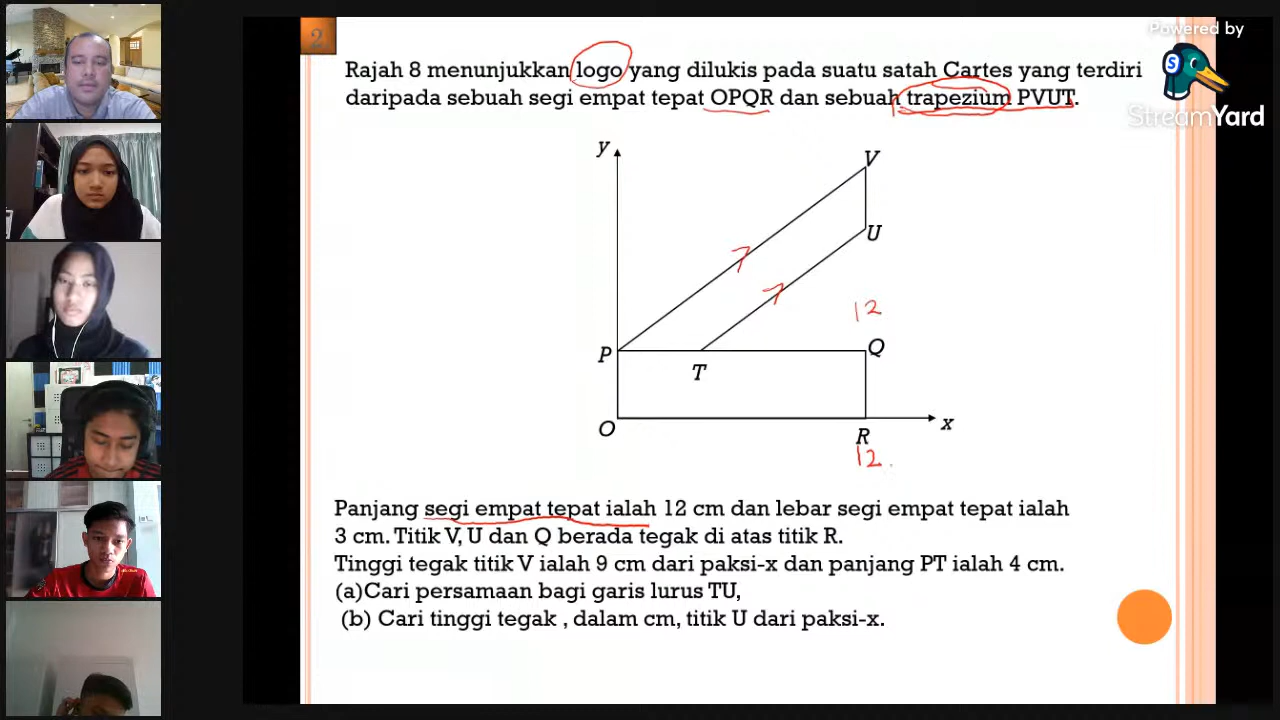 2
Powered by
StreamYard
Rajah 8 menunjukkan logo yang dilukis pada suatu satah Cartes yang terdiri
daripada sebuah segi empat tepat OPQR dan sebuah trapezium PVUT.
y
V
U
12
P
Q
T
O
R
x
12
Panjang segi empat tepat ialah 12 cm dan lebar segi empat tepat ialah
3 cm. Titik V, U dan Q berada tegak di atas titik R.
Tinggi tegak titik V ialah 9 cm dari paksi-x dan panjang PT ialah 4 cm.
(a)Cari persamaan bagi garis lurus TU,
(b) Cari tinggi tegak , dalam cm, titik U dari paksi-x.